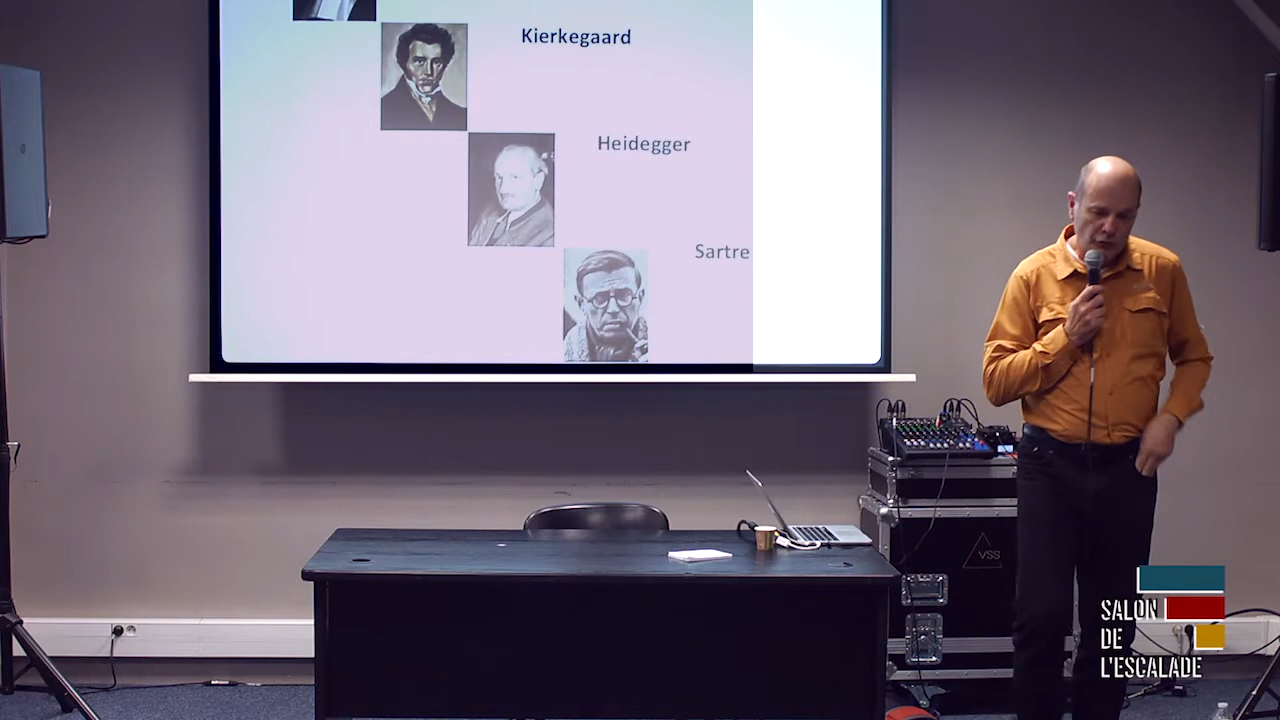 Kierkegaard
Heidegger
Sartre
VSS
SALON
DE
L'ESCALADE